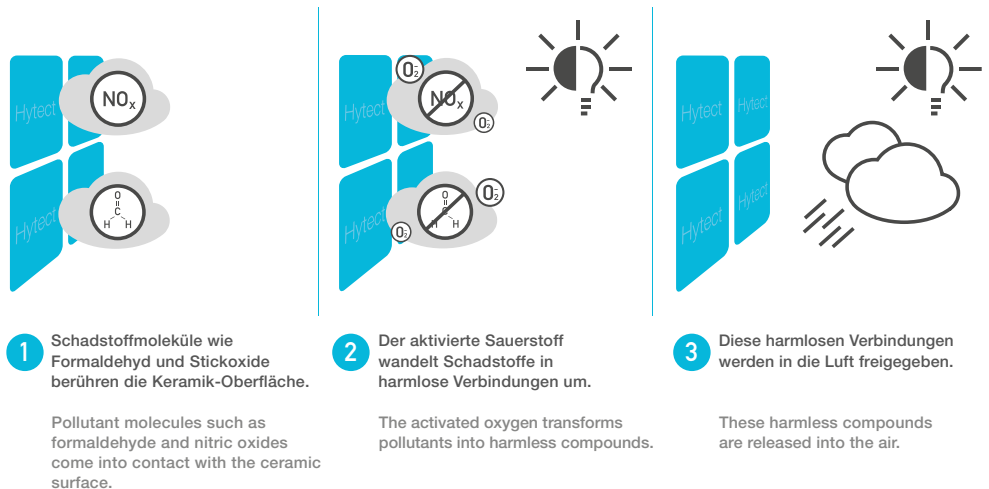 Hytect
NOx
Hytect
O
C
H H
O2-
NOx
Hytect
O2-
O2-
O
C
H H
Hytect
O2-
Hytect
Hytect
Hytect
Hytect
1
Schadstoffmoleküle wie
Formaldehyd und Stickoxide
berühren die Keramik-Oberfläche.
Pollutant molecules such as
formaldehyde and nitric oxides
come into contact with the ceramic
surface.
2
Der aktivierte Sauerstoff
wandelt Schadstoffe in
harmlose Verbindungen um.
The activated oxygen transforms
pollutants into harmless compounds.
3
Diese harmlosen Verbindungen
werden in die Luft freigegeben.
These harmless compounds
are released into the air.